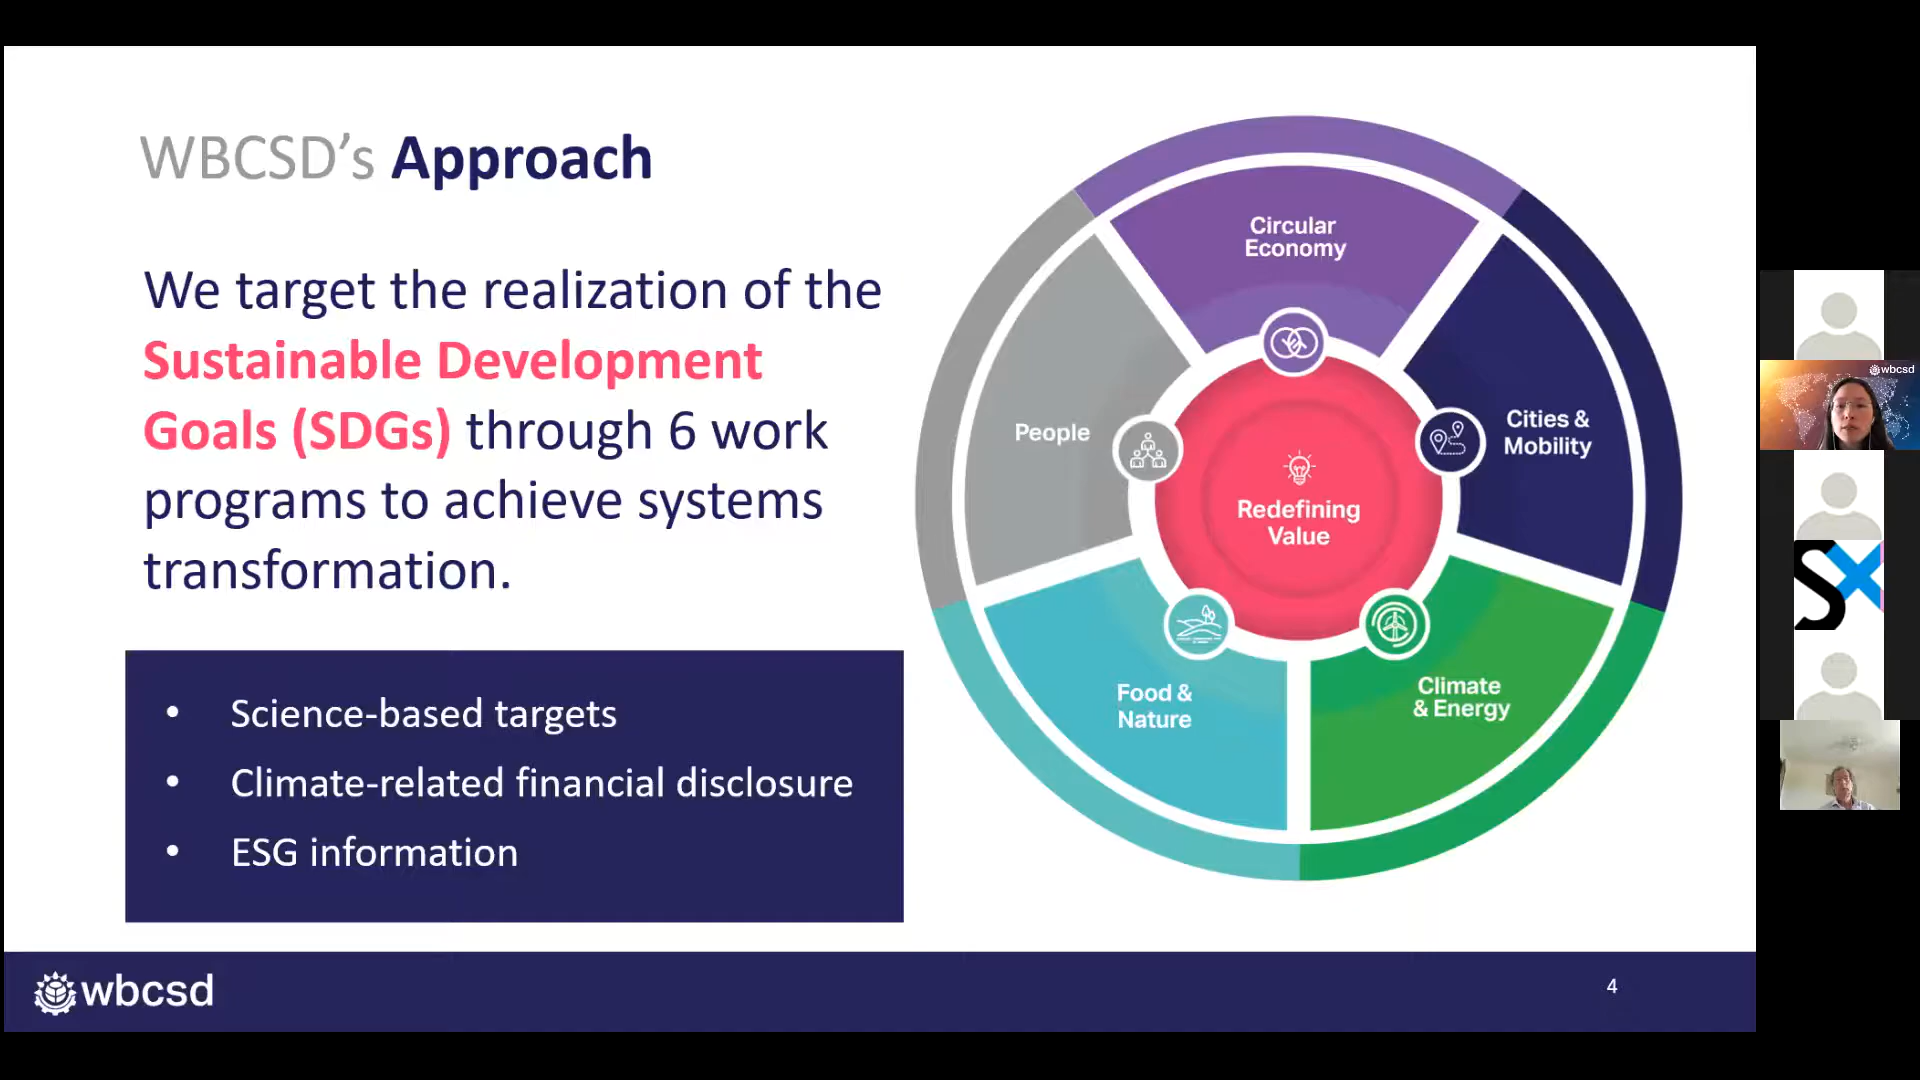 WBCSD's Approach
We target the realization of the
Sustainable Development
Goals (SDGs) through 6 work
programs to achieve systems
transformation.
• Science-based targets
• Climate-related financial disclosure
• ESG information
Circular
Economy
Cities &
Mobility
People
Redefining
Value
Food &
Nature
Climate
& Energy
wbcsd
4
wbcsd
SX